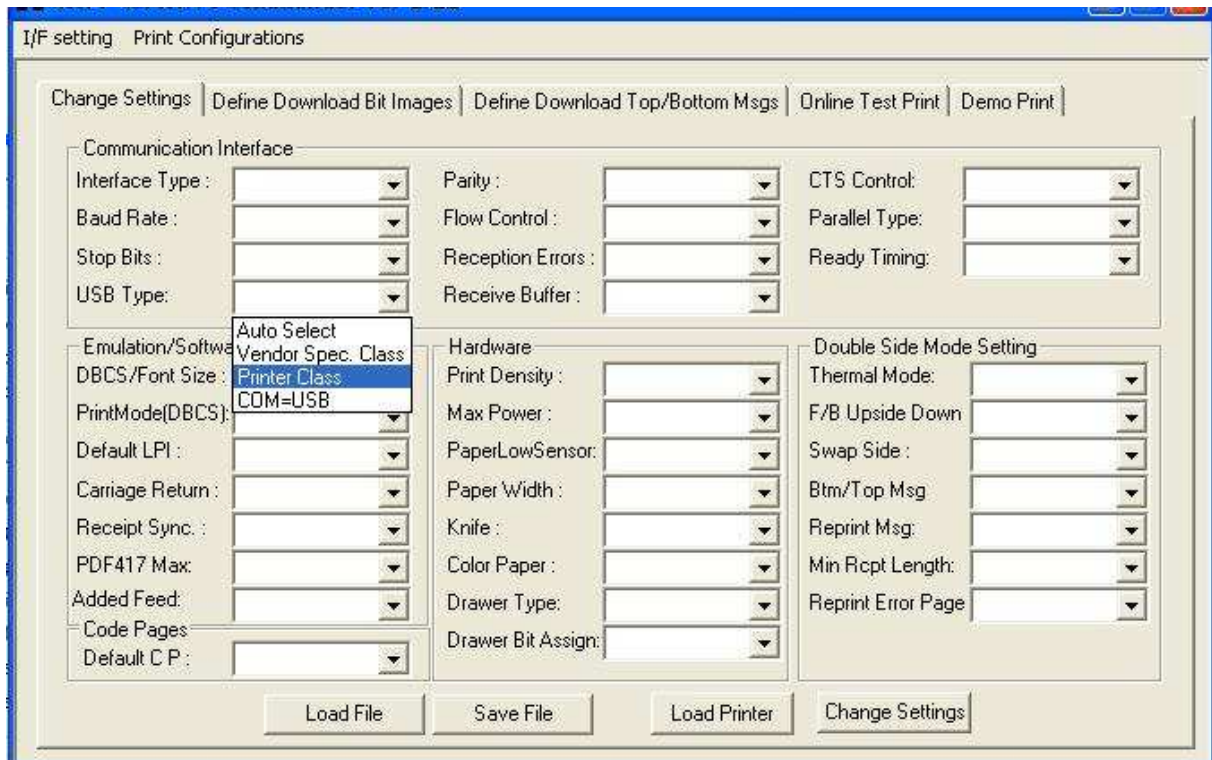 I/F setting Print Configurations
Change Settings Define Download Bit Images Define Download Top/Bottom Msgs Online Test Print Demo Print
Communication Interface
Interface Type : Parity : CTS Control:
Baud Rate : Flow Control : Parallel Type:
Stop Bits : Reception Errors : Ready Timing:
USB Type: Receive Buffer :
Auto Select
Vendor Spec. Class
Printer Class
COM=USB
Emulation/Softwa
DBCS/Font Size :
PrintMode(DBCS):
Default LPI :
Carriage Return :
Receipt Sync. :
PDF417 Max:
Added Feed:
Code Pages
Default C P :
Hardware
Print Density :
Max Power :
PaperLowSensor:
Paper Width :
Knife :
Color Paper :
Drawer Type:
Drawer Bit Assign:
Double Side Mode Setting
Thermal Mode:
F/B Upside Down
Swap Side :
Btm/Top Msg
Reprint Msg:
Min Rcpt Length:
Reprint Error Page
Load File Save File Load Printer Change Settings